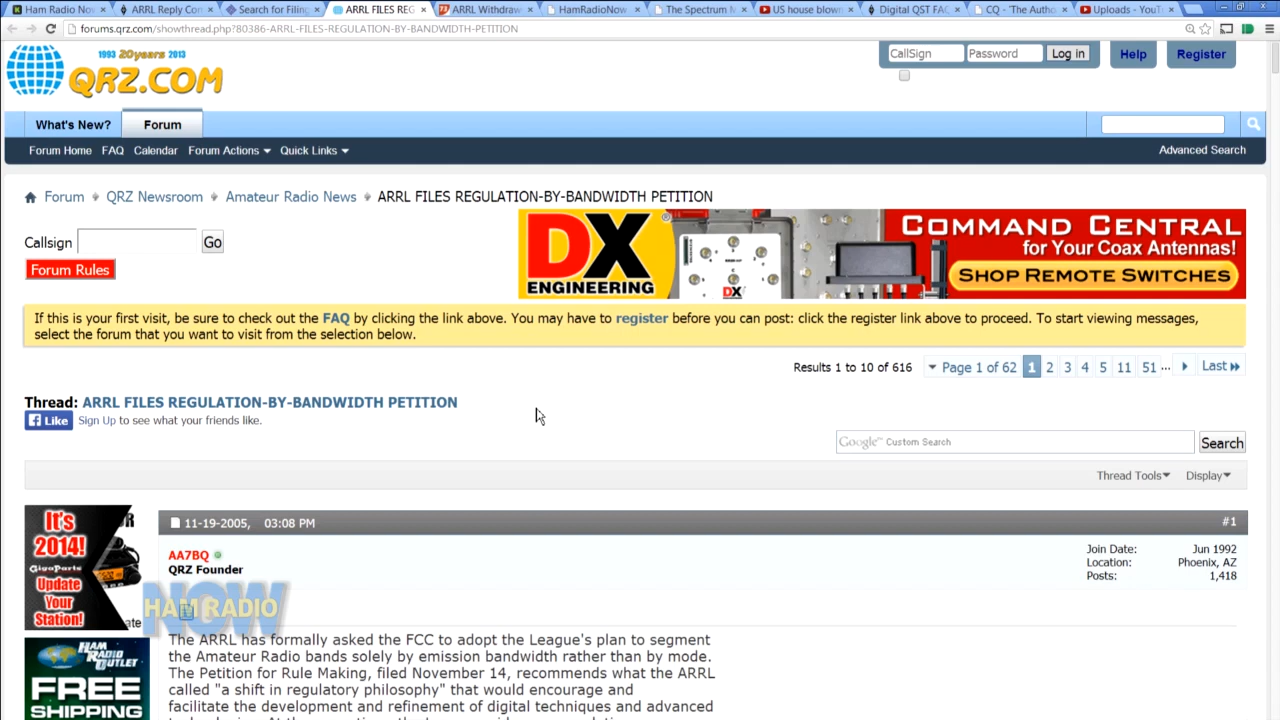 Ham Radio Nov
ARRL Reply Com
Search for Filing
ARRL FILES REG
ARRL Withdraw
HamRadioNow
The Spectrum M
US house blown
Digital QST FAQ
CQ - 'The Autho
Uploads - YouT
forums.qrz.com/showthread.php?80386-ARRL-FILES-REGULATION-BY-BANDWIDTH-PETITION
1993 20years 2013
QRZ.COM
CallSign Password Log in
Help
Register
What's New? Forum
Forum Home FAQ Calendar Forum Actions Quick Links Advanced Search
Forum QRZ Newsroom Amateur Radio News ARRL FILES REGULATION-BY-BANDWIDTH PETITION
Callsign Go
Forum Rules
DX
ENGINEERING
DX
COMMAND CENTRAL
for Your Coax Antennas!
SHOP REMOTE SWITCHES
If this is your first visit, be sure to check out the FAQ by clicking the link above. You may have to register before you can post: click the register link above to proceed. To start viewing messages,
select the forum that you want to visit from the selection below.
Results 1 to 10 of 616 Page 1 of 62 1 2 3 4 5 11 51 ... Last
Thread: ARRL FILES REGULATION-BY-BANDWIDTH PETITION
Like Sign Up to see what your friends like.
Google™ Custom Search Search
Thread Tools Display
It's
2014!
GigaParts
Update
Your
Station!
11-19-2005, 03:08 PM #1
AA7BQ
QRZ Founder
Join Date: Jun 1992
Location: Phoenix, AZ
Posts: 1,418
HAM RADIO
NOW
HAM RADIO
OUTLET
FREE
SHIPPING
The ARRL has formally asked the FCC to adopt the League's plan to segment
the Amateur Radio bands solely by emission bandwidth rather than by mode.
The Petition for Rule Making, filed November 14, recommends what the ARRL
called "a shift in regulatory philosophy" that would encourage and
facilitate the development and refinement of digital techniques and advanced